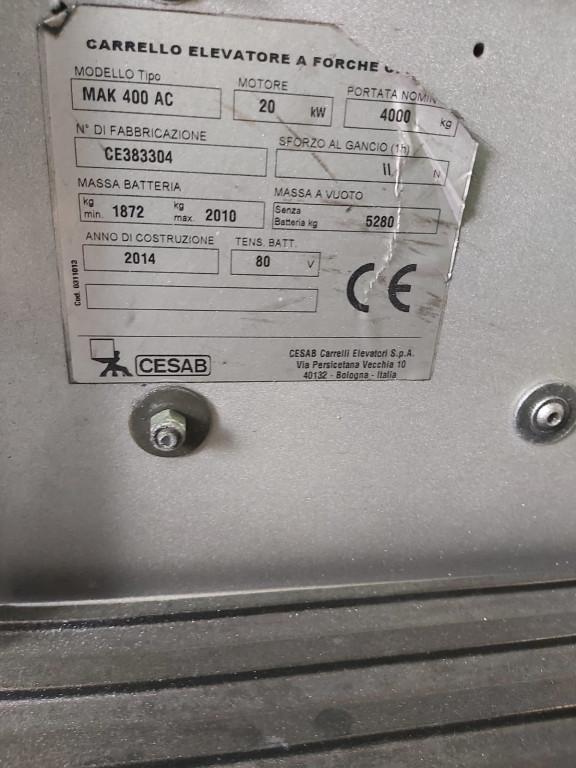 CARRELLO ELEVATORE A FORCHE
MODELLO Tipo MOTORE PORTATA NOMIN
MAK 400 AC 20 kW 4000 kg
N° DI FABBRICAZIONE SFORZO AL GANCIO (1h)
CE383304 \\ N
MASSA BATTERIA MASSA A VUOTO
kg min. 1872 kg max. 2010 Senza Batteria kg 5280
ANNO DI COSTRUZIONE TENS. BATT.
2014 80 V
CE
Cod. 0311013
CESAB
CESAB Carrelli Elevatori S.p.A.
Via Persicetana Vecchia 10
40132 - Bologna - Italia